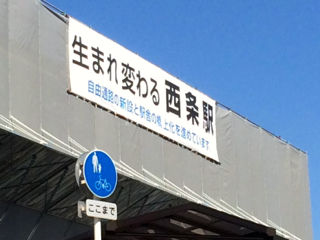 生まれ変わる 西条駅
自由通路の新設と駅舎の橋上化を進めています
ここまで